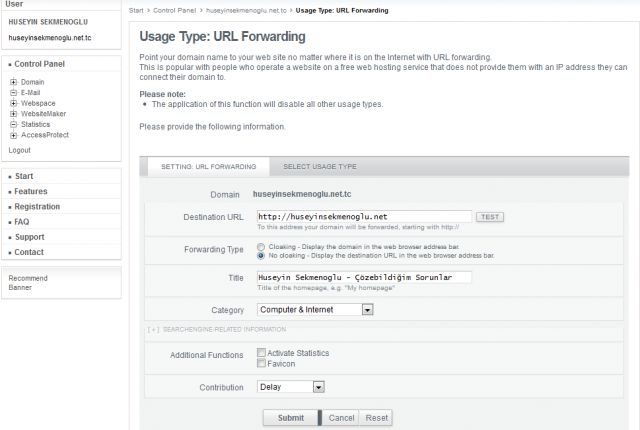 User
HUSEYIN SEKMENOGLU
huseyinsekmenoglu.net.tc
Control Panel
Domain
E-Mail
Webspace
WebsiteMaker
Statistics
AccessProtect
Logout
Start
Features
Registration
FAQ
Support
Contact
Recommend
Banner
Start > Control Panel > huseyinsekmenoglu.net.tc > Usage Type: URL Forwarding
Usage Type: URL Forwarding
Point your domain name to your web site no matter where it is on the Internet with URL forwarding.
This is popular with people who operate a website on a free web hosting service that does not provide them with an IP address they can
connect their domain to.
Please note:
• The application of this function will disable all other usage types.
Please provide the following information.
SETTING: URL FORWARDING SELECT USAGE TYPE
Domain huseyinsekmenoglu.net.tc
Destination URL http://huseyinsekmenoglu.net TEST
To this address your domain will be forwarded, starting with http://
Forwarding Type Cloaking - Display the domain in the web browser address bar.
No cloaking - Display the destination URL in the web browser address bar.
Title Huseyin Sekmenoglu - Çözebildiğim Sorunlar
Title of the homepage, e.g. "My homepage"
Category Computer & Internet
[ + ] SEARCHENGINE-RELATED INFORMATION
Additional Functions Activate Statistics
Favicon
Contribution Delay
Submit Cancel Reset